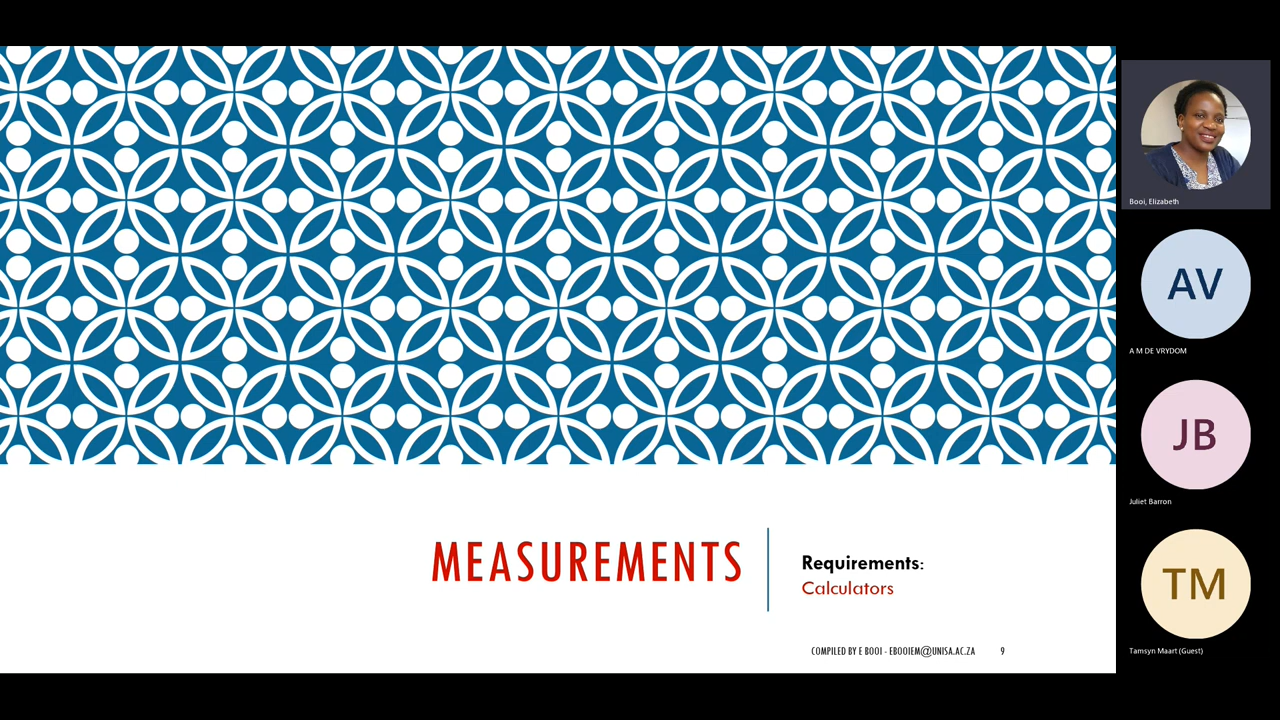 MEASUREMENTS
Requirements:
Calculators
COMPILED BY E BOOI - EBOOIEM@UNISA.AC.ZA 9
Booi, Elizabeth
AV
A M DE VRYDOM
JB
Juliet Barron
TM
Tamsyn Maart (Guest)